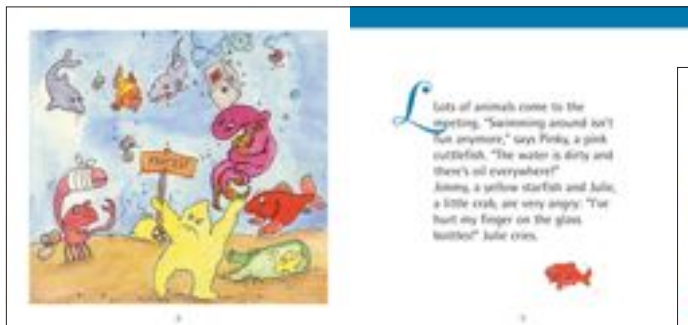 PROTEST
L
Lots of animals come to the
meeting. "Swimming around isn't
fun anymore," says Pinky, a pink
cuttlefish. "The water is dirty and
there's oil everywhere!"
Jimmy, a yellow starfish and Julie,
a little crab, are very angry: "I've
hurt my finger on the glass
bottles!" Julie cries.